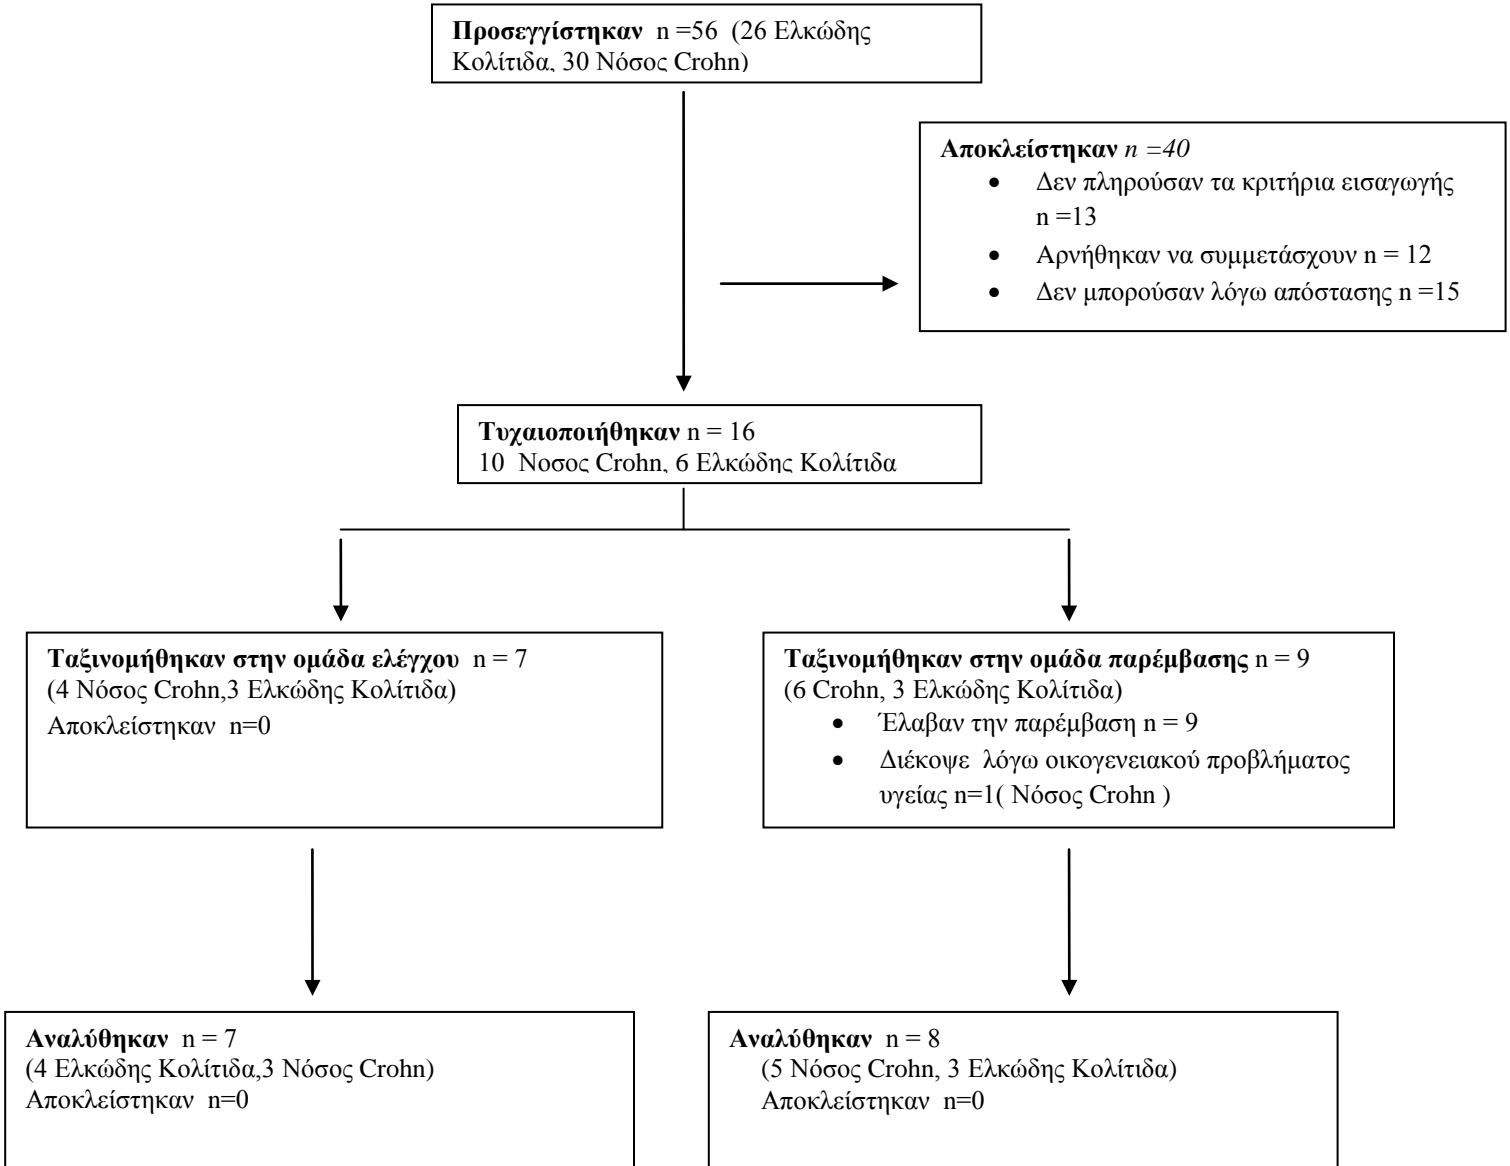 Προσεγγίστηκαν n =56 (26 Ελκώδης
Κολίτιδα, 30 Νόσος Crohn)
Αποκλείστηκαν n =40
• Δεν πληρούσαν τα κριτήρια εισαγωγής
n =13
• Αρνήθηκαν να συμμετάσχουν n = 12
• Δεν μπορούσαν λόγω απόστασης n =15
Τυχαιοποιήθηκαν n = 16
10 Νοσος Crohn, 6 Ελκώδης Κολίτιδα
Ταξινομήθηκαν στην ομάδα ελέγχου n = 7
(4 Νόσος Crohn,3 Ελκώδης Κολίτιδα)
Αποκλείστηκαν n=0
Ταξινομήθηκαν στην ομάδα παρέμβασης n = 9
(6 Crohn, 3 Ελκώδης Κολίτιδα)
• Έλαβαν την παρέμβαση n = 9
• Διέκοψε λόγω οικογενειακού προβλήματος
υγείας n=1( Νόσος Crohn )
Αναλύθηκαν n = 7
(4 Ελκώδης Κολίτιδα,3 Νόσος Crohn)
Αποκλείστηκαν n=0
Αναλύθηκαν n = 8
(5 Νόσος Crohn, 3 Ελκώδης Κολίτιδα)
Αποκλείστηκαν n=0